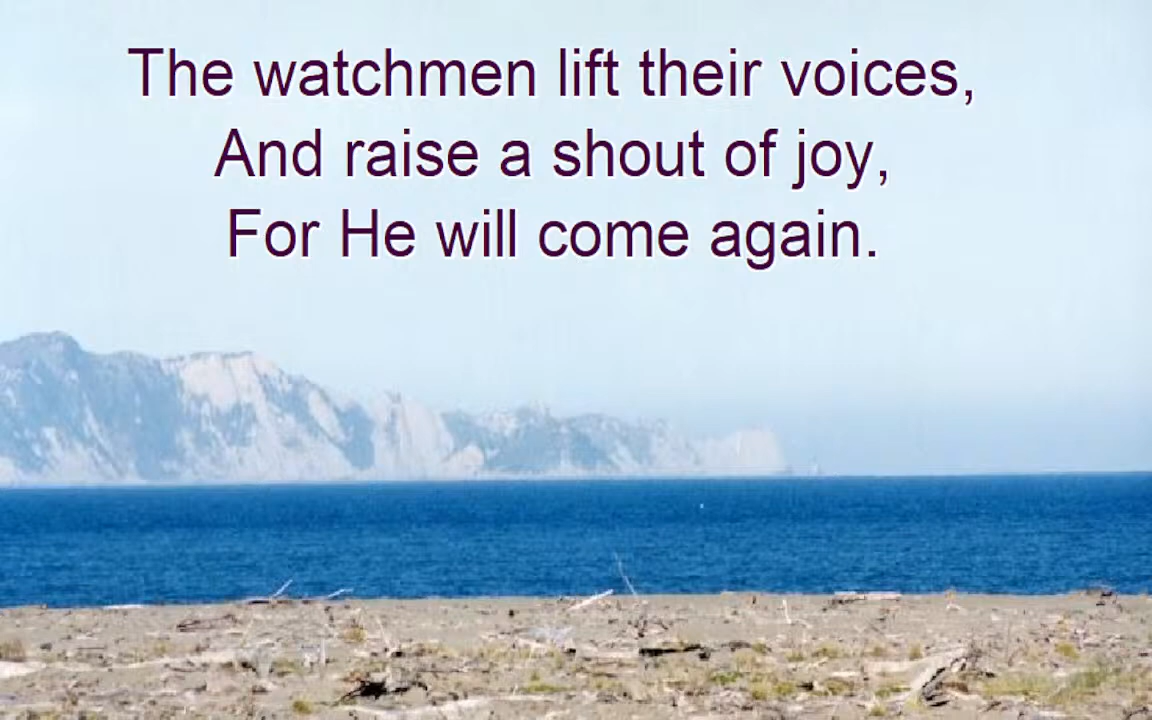 The watchmen lift their voices,
And raise a shout of joy,
For He will come again.